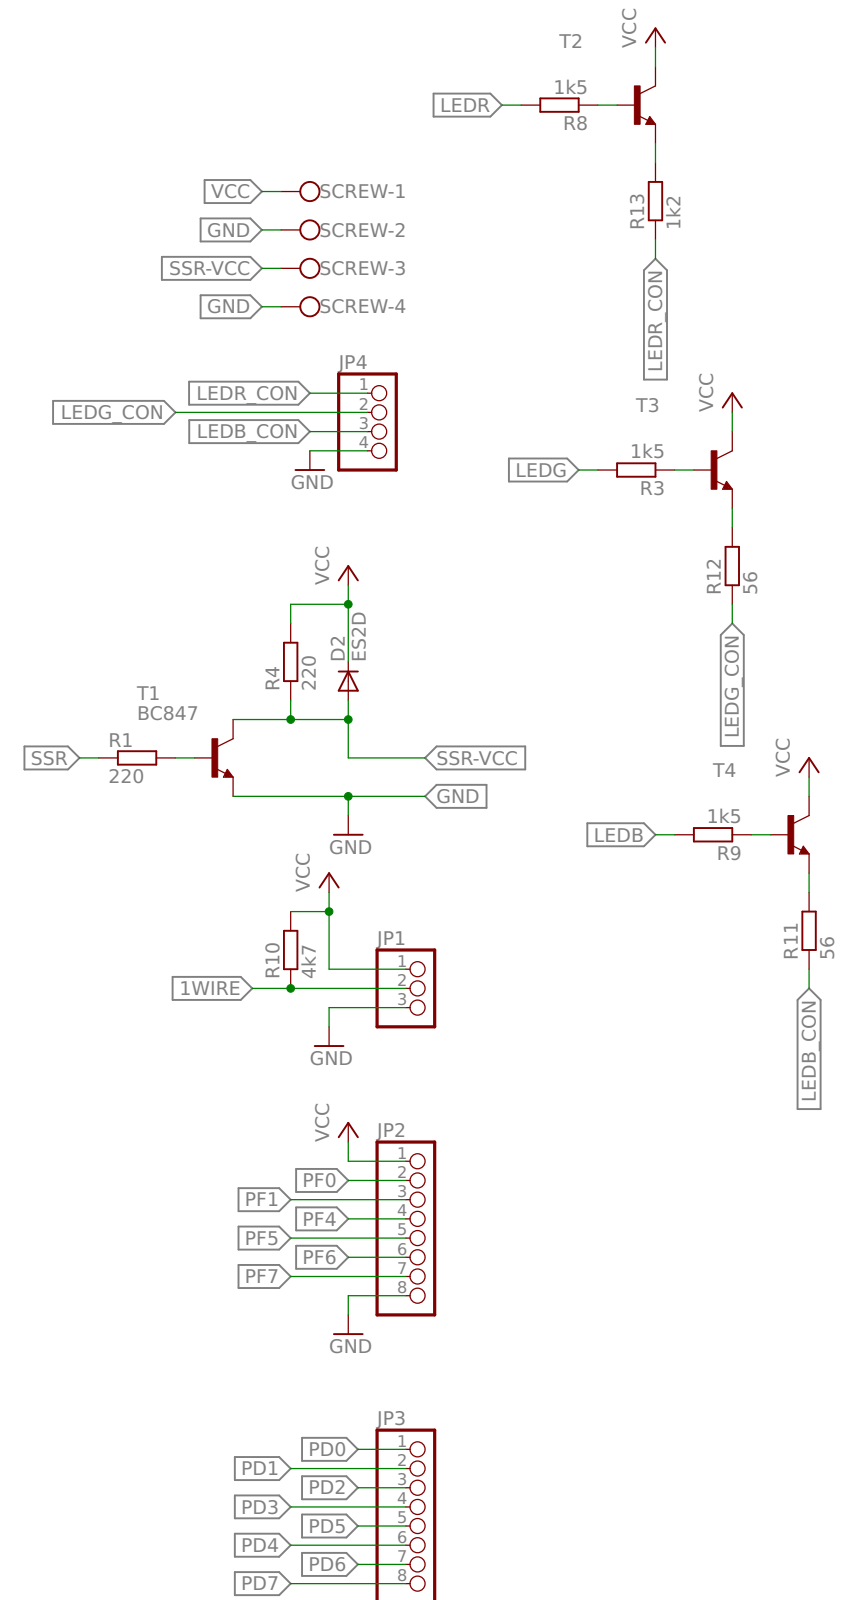 T2
VCC
LEDR
1k5
R8
R13
1k2
LEDR_CON
VCC
SCREW-1
GND
SCREW-2
SSR-VCC
SCREW-3
GND
SCREW-4
JP4
LEDR_CON
1
LEDG_CON
2
LEDB_CON
3
4
GND
T3
VCC
LEDG
1k5
R3
R12
56
LEDG_CON
VCC
D2
ES2D
R4
220
T1
BC847
SSR
R1
220
SSR-VCC
GND
GND
T4
VCC
LEDB
1k5
R9
R11
56
LEDB_CON
VCC
R10
4k7
JP1
1
1WIRE
2
3
GND
VCC
JP2
1
PF0
2
PF1
3
PF4
4
PF5
5
PF6
6
PF7
7
8
GND
JP3
PD0
1
PD1
2
PD2
3
PD3
4
PD5
5
PD4
6
PD6
7
PD7
8